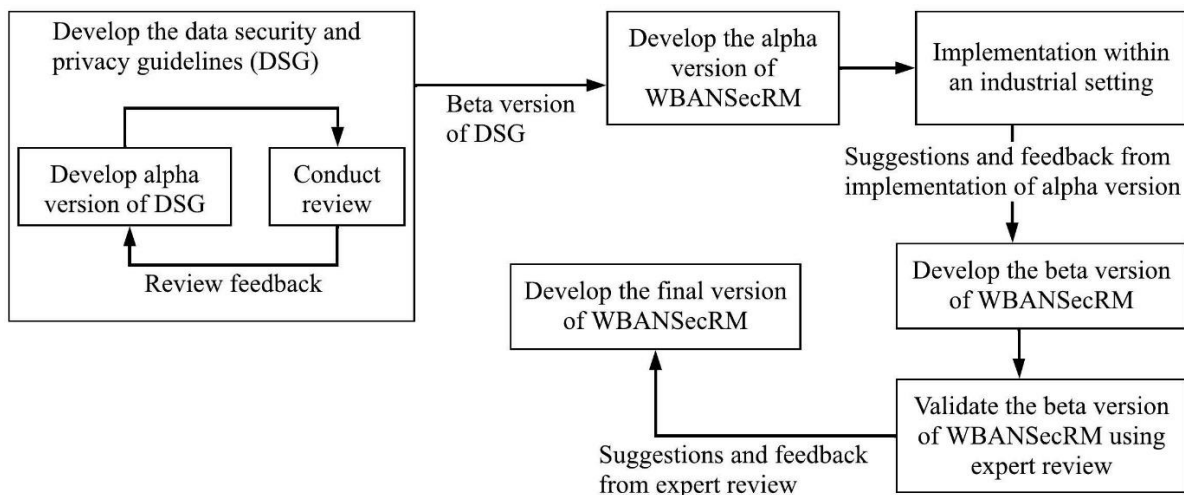 Develop the data security and
privacy guidelines (DSG)
Develop alpha
version of DSG
Conduct
review
Review feedback
Beta version
of DSG
Develop the alpha
version of
WBANSecRM
Implementation within
an industrial setting
Suggestions and feedback from
implementation of alpha version
Develop the beta version
of WBANSecRM
Validate the beta version
of WBANSecRM using
expert review
Suggestions and feedback
from expert review
Develop the final version
of WBANSecRM